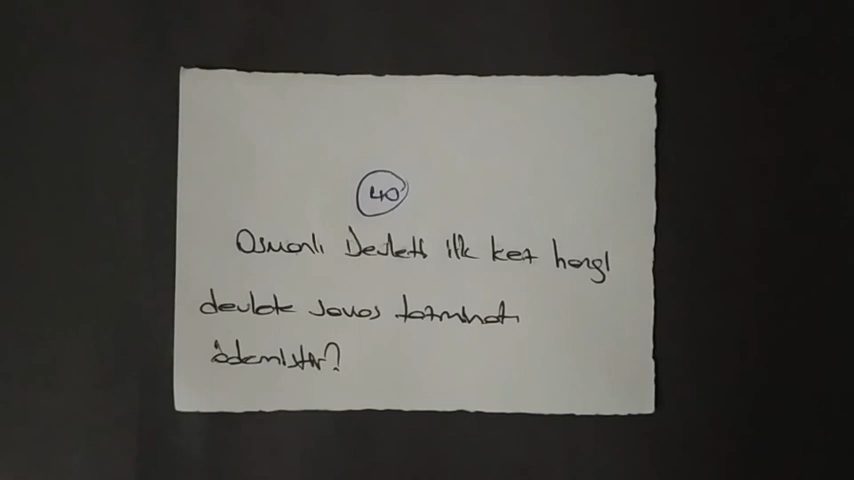 40
Osmanlı Devleti ilk kez hangi
devlete savaş tazminatı
ödemiştir?